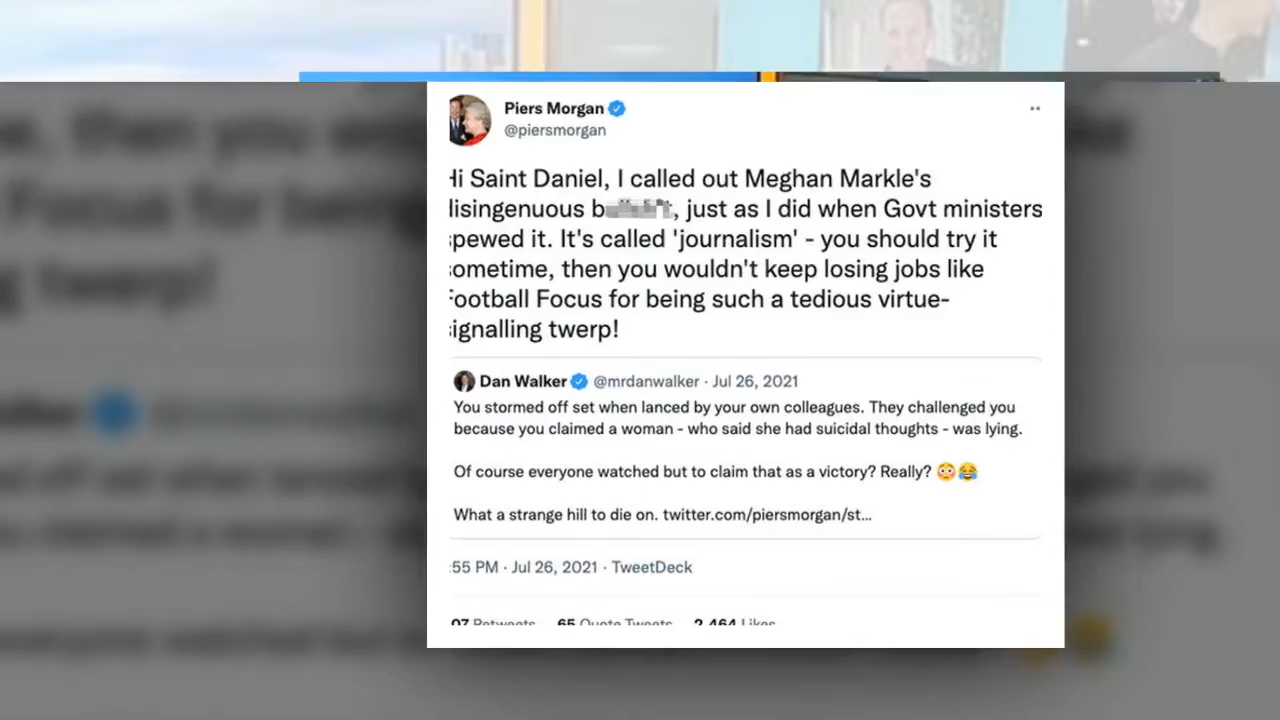 Piers Morgan
@piersmorgan
Hi Saint Daniel, I called out Meghan Markle's
disingenuous b t, just as I did when Govt ministers
spewed it. It's called 'journalism' - you should try it
sometime, then you wouldn't keep losing jobs like
Football Focus for being such a tedious virtue-
signalling twerp!
Dan Walker @mrdanwalker · Jul 26, 2021
You stormed off set when lanced by your own colleagues. They challenged you
because you claimed a woman - who said she had suicidal thoughts - was lying.
Of course everyone watched but to claim that as a victory? Really? 😳😂
What a strange hill to die on. twitter.com/piersmorgan/st...
:55 PM · Jul 26, 2021 · TweetDeck
07 Retweets 65 Quote Tweets 2,464 Likes